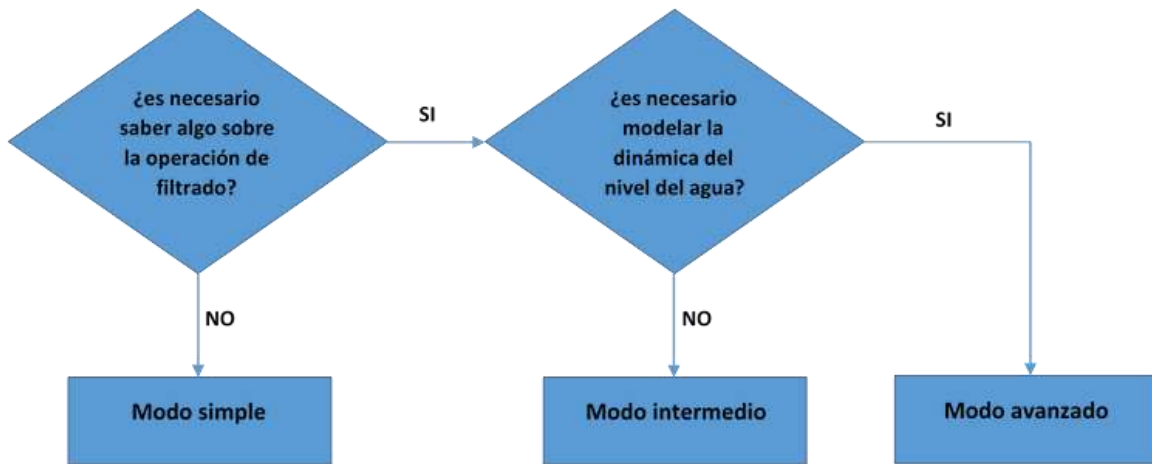 ¿es necesario
saber algo sobre
la operación de
filtrado?
SI
¿es necesario
modelar la
dinámica del
nivel del agua?
SI
NO
NO
Modo simple
Modo intermedio
Modo avanzado